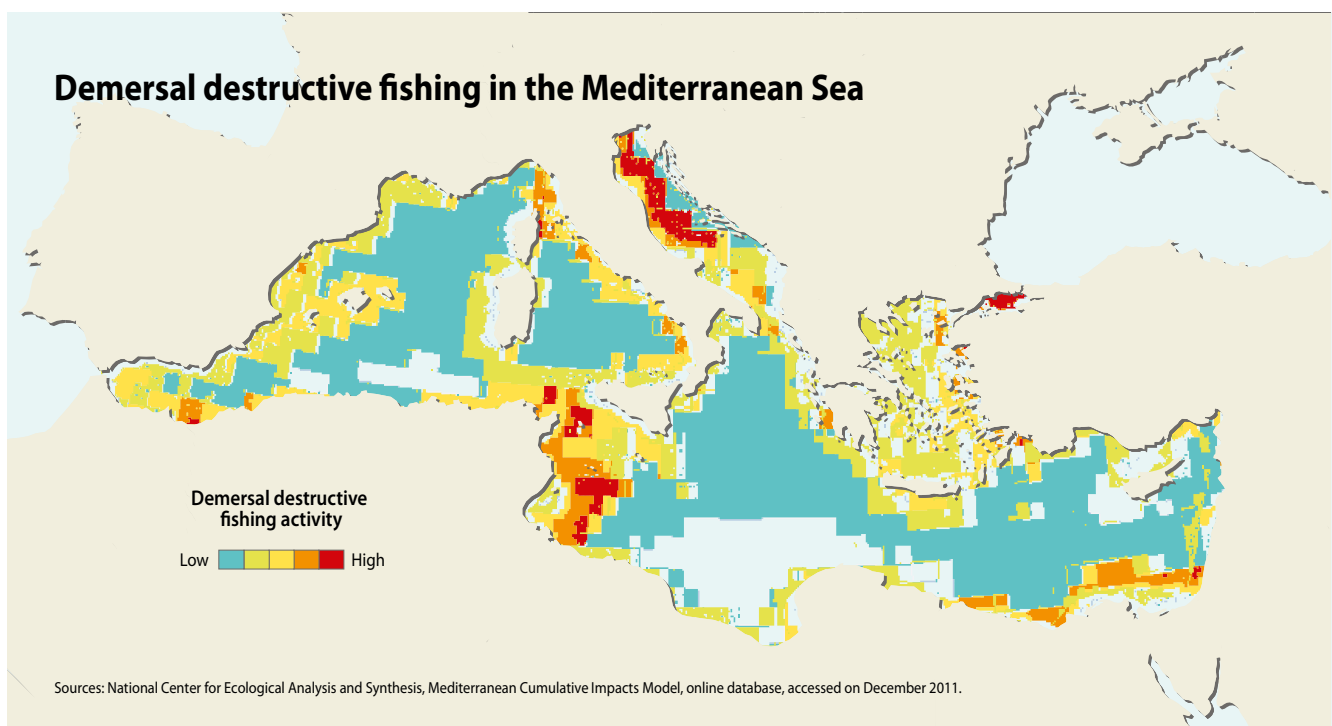 Demersal destructive fishing in the Mediterranean Sea
Demersal destructive
fishing activity
Low High
Sources: National Center for Ecological Analysis and Synthesis, Mediterranean Cumulative Impacts Model, online database, accessed on December 2011.